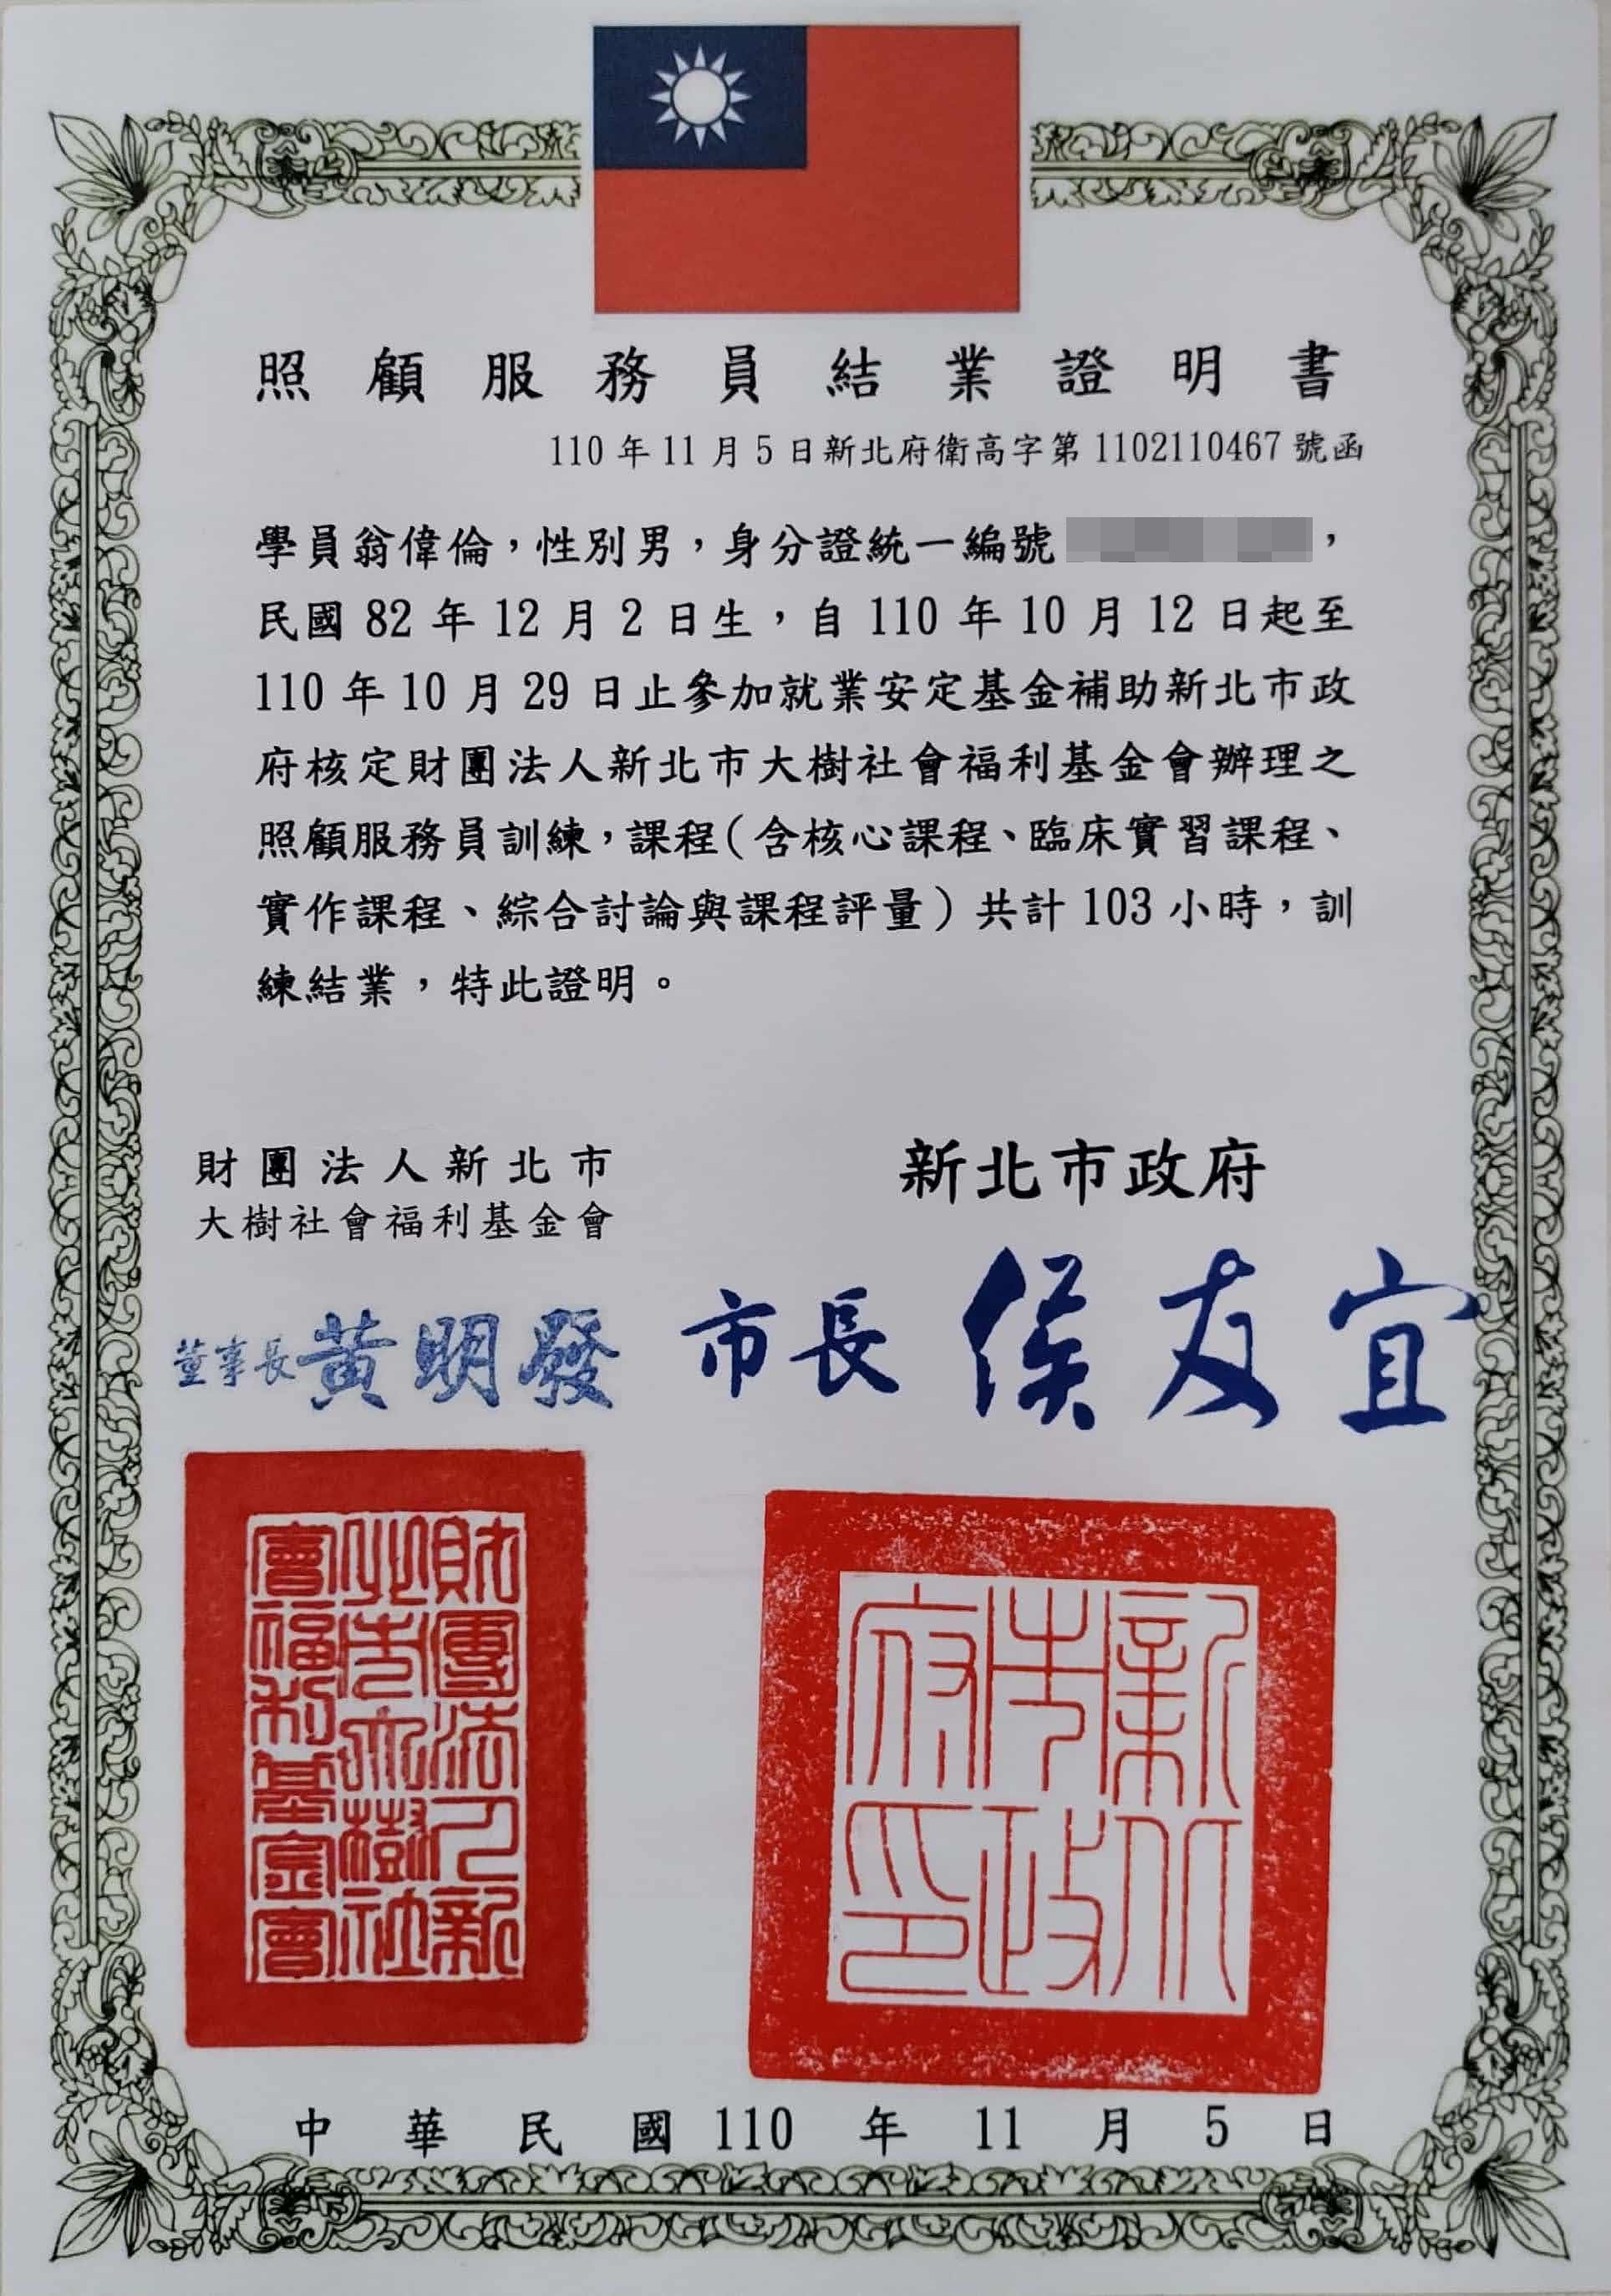 照顧服務員結業證明書
110年11月5日新北府衛高字第1102110467號函
學員翁偉倫,性別男,身分證統一編號,
民國82年12月2日生,自110年10月12日起至
110年10月29日止參加就業安定基金補助新北市政
府核定財團法人新北市大樹社會福利基金會辦理之
照顧服務員訓練,課程(含核心課程、臨床實習課程、
實作課程、綜合討論與課程評量)共計103小時,訓
練結業,特此證明。
財團法人新北市
大樹社會福利基金會
新北市政府
董事長黃明發
市長侯友宜
財團法人新
北市大樹社
會福利基金會
新北
市政
府印
中華民國110年11月5日